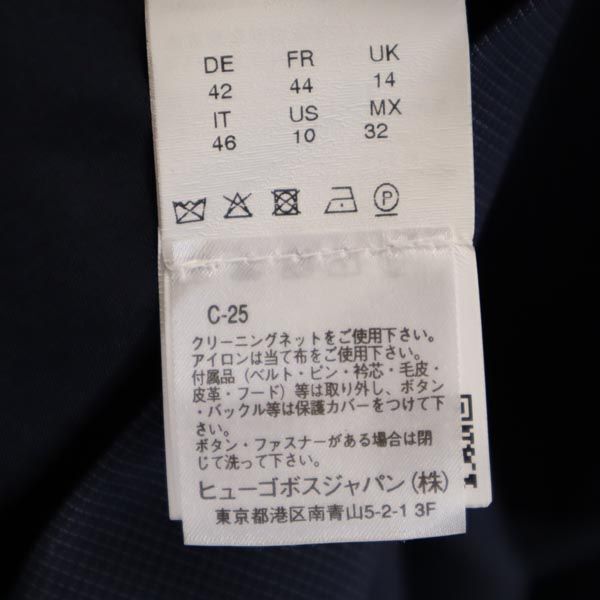 DE FR UK
42 44 14
IT US MX
46 10 32
P
C-25
クリーニングネットをご使用下さい。
アイロンは当て布をご使用下さい。
付属品（ベルト・ピン・衿芯・毛皮・
皮革・フード）等は取り外し、ボタン
・バックル等は保護カバーをつけて下
さい。
ボタン・ファスナーがある場合は閉
じて洗って下さい。
ヒューゴボスジャパン（株）
東京都港区南青山5-2-1 3F